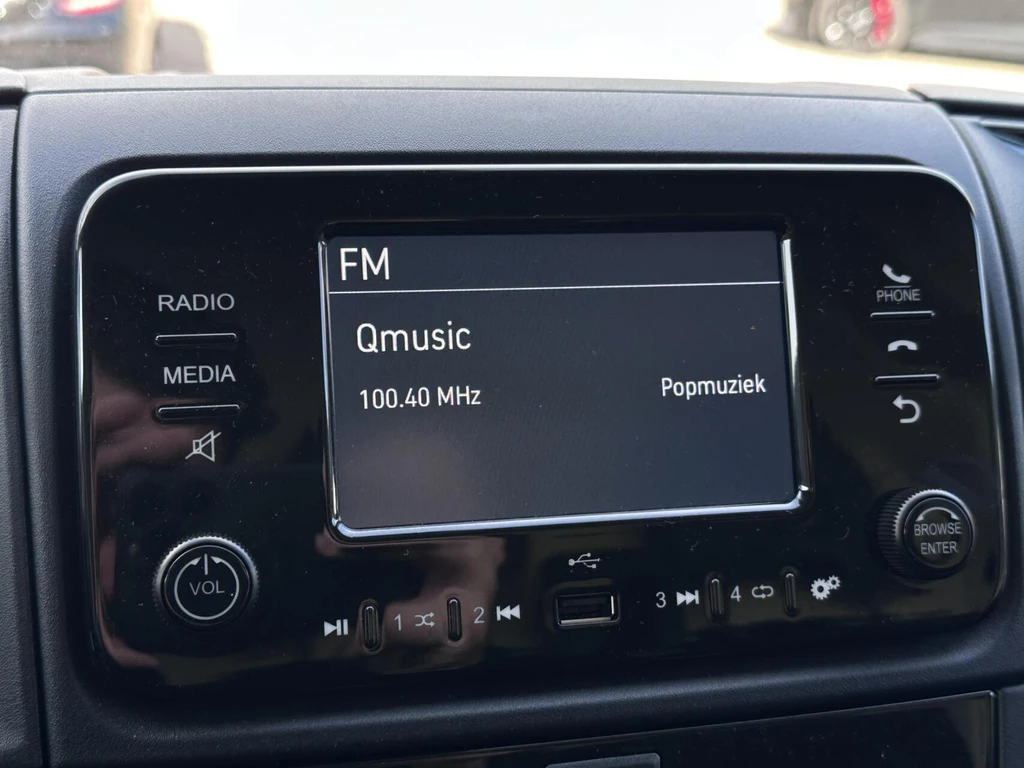 FM
Qmusic
100.40 MHz Popmuziek
RADIO
MEDIA
VOL
PHONE
BROWSE
ENTER
1
2
3
4